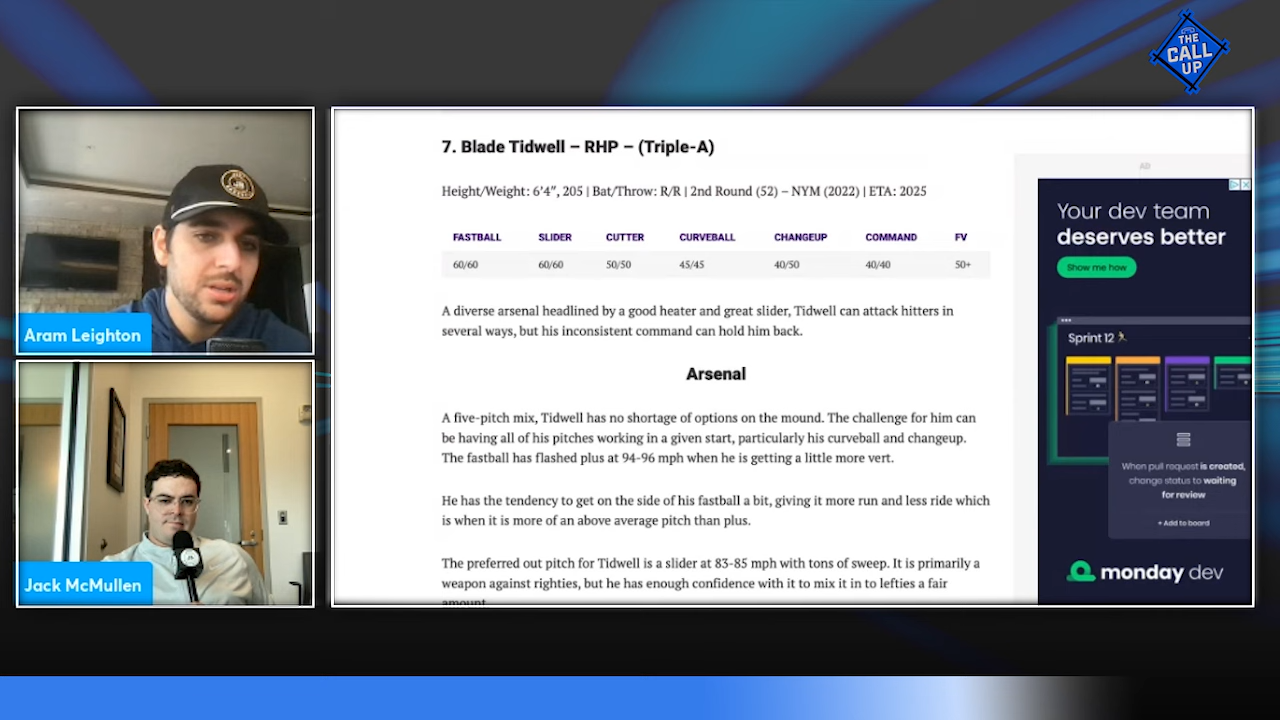 THE
CALL
UP
Aram Leighton
Jack McMullen
7. Blade Tidwell – RHP – (Triple-A)
Height/Weight: 6’4″, 205 | Bat/Throw: R/R | 2nd Round (52) – NYM (2022) | ETA: 2025
FASTBALL SLIDER CUTTER CURVEBALL CHANGEUP COMMAND FV
60/60 60/60 50/50 45/45 40/50 40/40 50+
A diverse arsenal headlined by a good heater and great slider, Tidwell can attack hitters in
several ways, but his inconsistent command can hold him back.
Arsenal
A five-pitch mix, Tidwell has no shortage of options on the mound. The challenge for him can
be having all of his pitches working in a given start, particularly his curveball and changeup.
The fastball has flashed plus at 94-96 mph when he is getting a little more vert.
He has the tendency to get on the side of his fastball a bit, giving it more run and less ride which
is when it is more of an above average pitch than plus.
The preferred out pitch for Tidwell is a slider at 83-85 mph with tons of sweep. It is primarily a
weapon against righties, but he has enough confidence with it to mix it in to lefties a fair
amount.
AD
Your dev team
deserves better
Show me how
Sprint 12
When pull request is created,
change status to waiting
for review
+ Add to board
monday dev